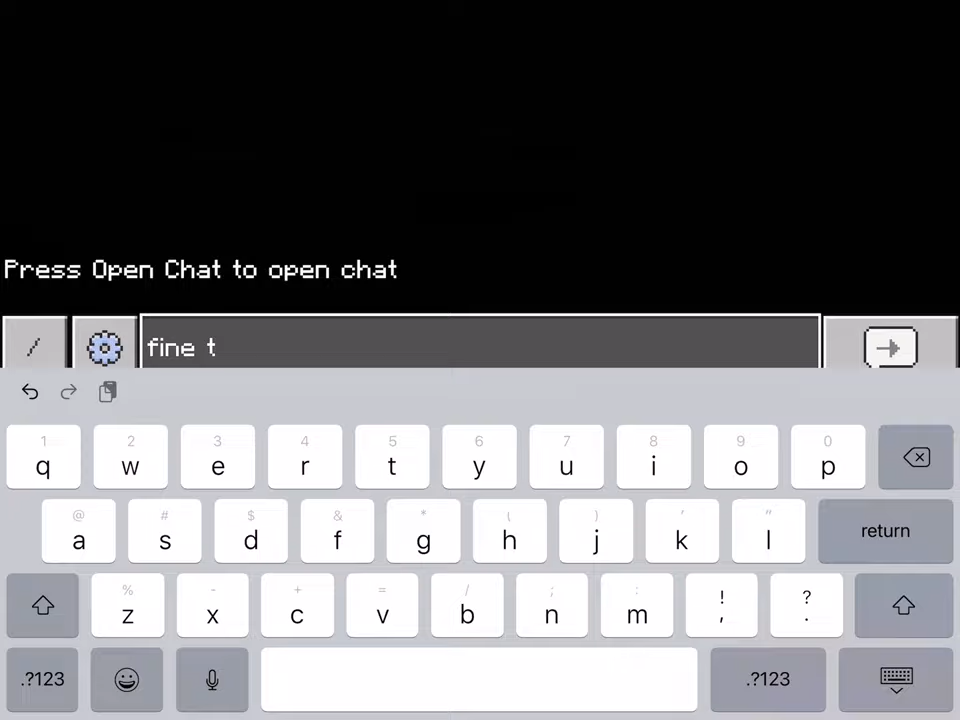 Press Open Chat to open chat
/ fine t
1 2 3 4 5 6 7 8 9 0
q w e r t y u i o p
@ # $ & * ( ) ' "
a s d f g h j k l return
% - + = / ; : ! ?
z x c v b n m , .
.?123 .?123